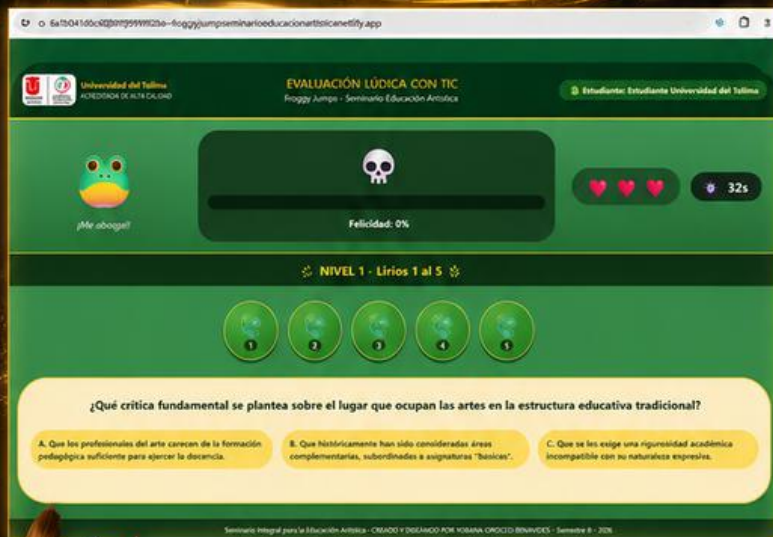 Universidad del Tolima
ACREDITADA DE ALTA CALIDAD
EVALUACIÓN LÚDICA CON TIC
Froggy Jumps - Seminario Educación Artística
Estudiante: Estudiante Universidad del Tolima
¡Me ahogo!!
Felicidad: 0%
32s
NIVEL 1 - Lirios 1 al 5
1
2
3
4
5
¿Qué crítica fundamental se plantea sobre el lugar que ocupan las artes en la estructura educativa tradicional?
A. Que los profesionales del arte carecen de la formación
pedagógica suficiente para ejercer la docencia.
B. Que históricamente han sido consideradas áreas
complementarias, subordinadas a asignaturas "básicas".
C. Que se les exige una rigurosidad académica
incompatible con su naturaleza expresiva.
Seminario Integral para la Educación Artística - CREADO Y DISEÑADO POR YOBANA OROZCO BENAVIDES - Semestre B - 2026